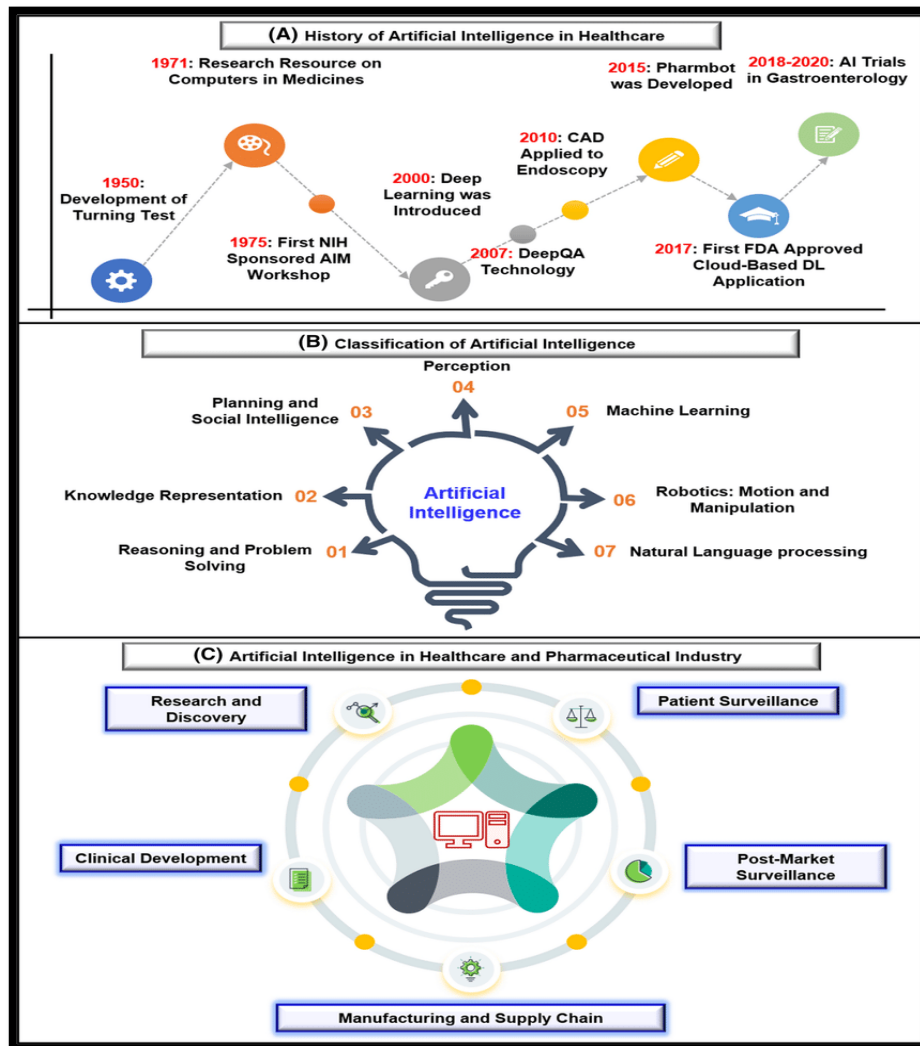 (A) History of Artificial Intelligence in Healthcare
1971: Research Resource on
Computers in Medicines
2015: Pharmbot
was Developed
2018-2020: AI Trials
in Gastroenterology
1950:
Development of
Turning Test
2010: CAD
Applied to
Endoscopy
2000: Deep
Learning was
Introduced
1975: First NIH
Sponsored AIM
Workshop
2007: DeepQA
Technology
2017: First FDA Approved
Cloud-Based DL
Application
(B) Classification of Artificial Intelligence
Perception
04
Planning and
Social Intelligence
03
05
Machine Learning
Knowledge Representation
02
Artificial
Intelligence
06
Robotics: Motion and
Manipulation
Reasoning and Problem
Solving
01
07
Natural Language processing
(C) Artificial Intelligence in Healthcare and Pharmaceutical Industry
Research and
Discovery
Patient Surveillance
Clinical Development
Post-Market
Surveillance
Manufacturing and Supply Chain